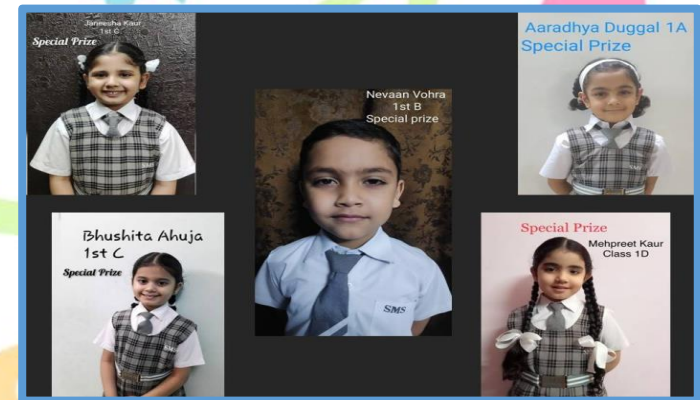 Janeesha Kaur
1st C
Special Prize
Aaradhya Duggal 1A
Special Prize
Nevaan Vohra
1st B
Special prize
SMS
Bhushita Ahuja
1st C
Special Prize
Special Prize
Mehpreet Kaur
Class 1D